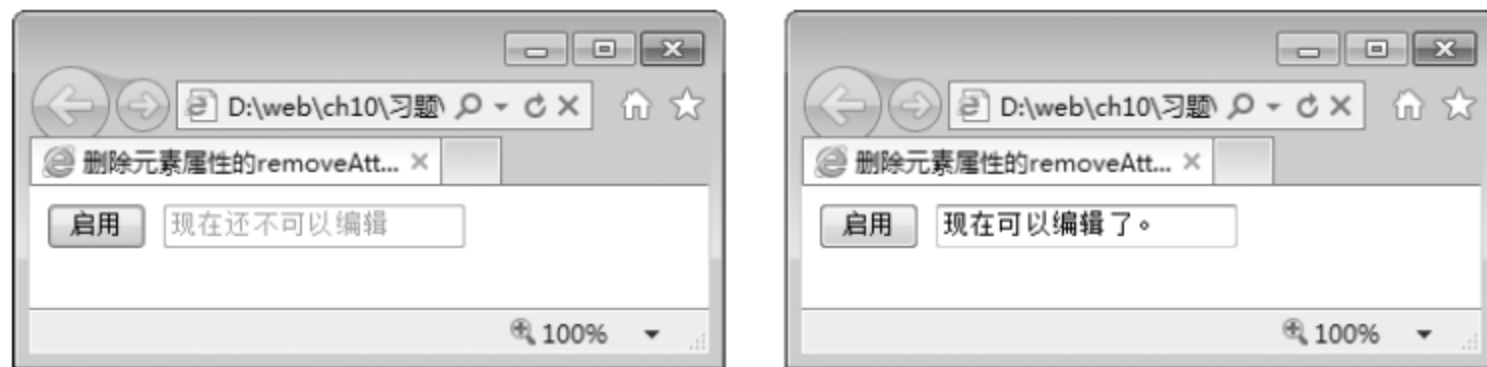 D:\web\ch10\习题\
删除元素属性的removeAtt...
启用 现在还不可以编辑
100%
D:\web\ch10\习题\
删除元素属性的removeAtt...
启用 现在可以编辑了。
100%